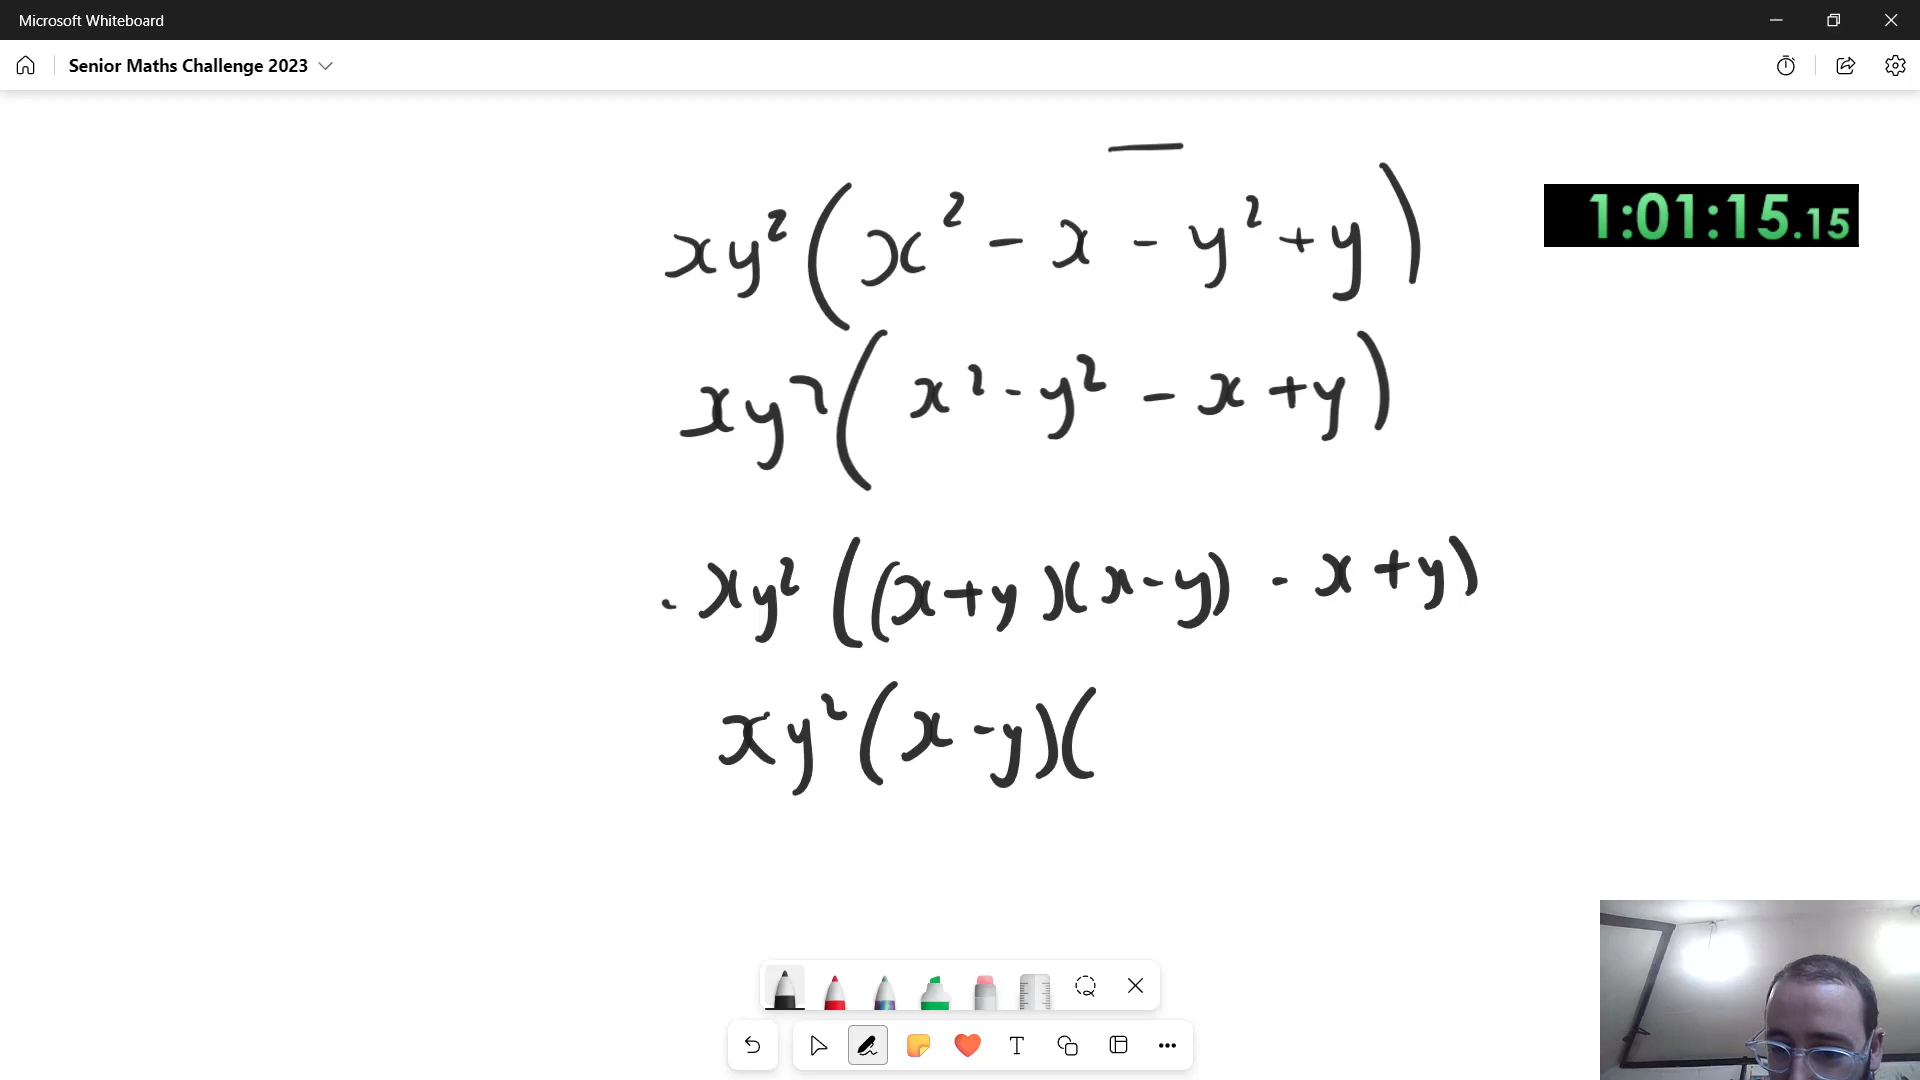 Microsoft Whiteboard
Senior Maths Challenge 2023
xy²(x² - x - y² + y)
1:01:15.15
xy²(x² - y² - x + y)
. xy²((x+y)(x-y) - x + y)
xy²(x-y)(
T